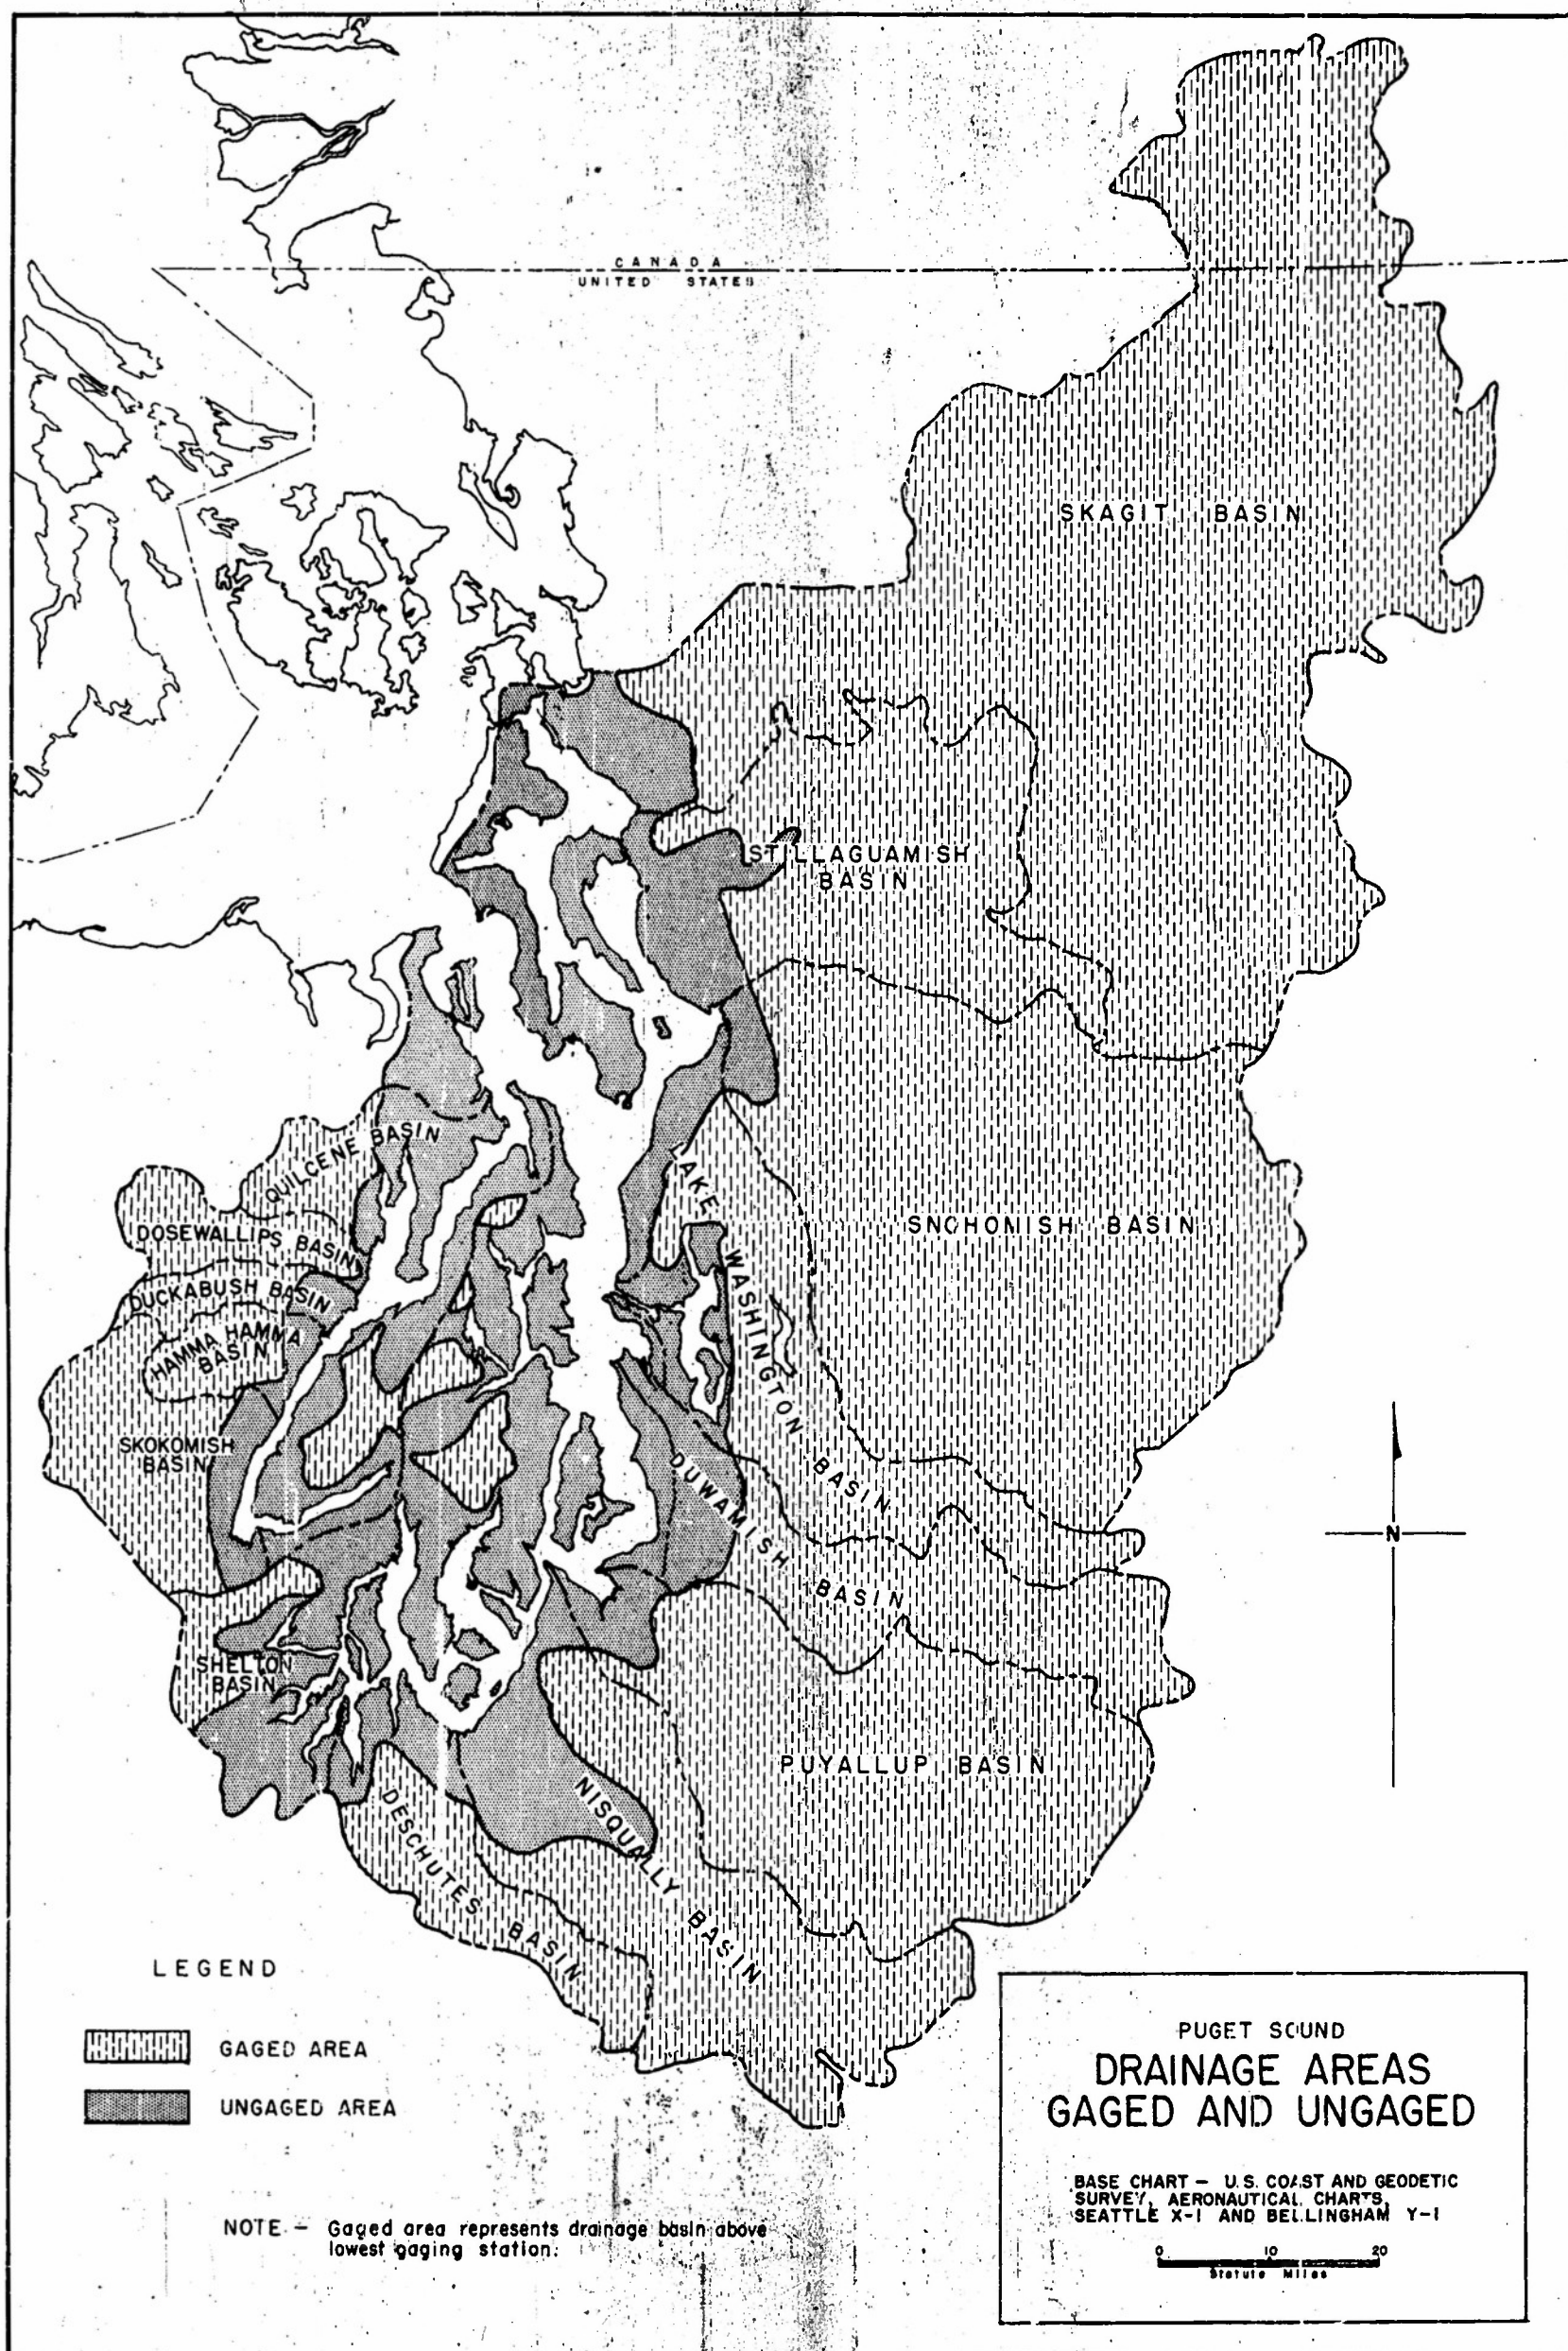 CANADA
UNITED STATES
SKAGIT BASIN
STILLAGUAMISH
BASIN
QUILCENE BASIN
LAKE WASHINGTON BASIN
SNOHOMISH BASIN
DOSEWALLIPS BASIN
DUCKABUSH BASIN
HAMMA HAMMA
BASIN
SKOKOMISH
BASIN
DUWAMISH BASIN
N
SHELTON
BASIN
PUYALLUP BASIN
NISQUALLY BASIN
DESCHUTES BASIN
LEGEND
GAGED AREA
UNGAGED AREA
NOTE — Gaged area represents drainage basin above
lowest gaging station.
PUGET SOUND
DRAINAGE AREAS
GAGED AND UNGAGED
BASE CHART — U.S. COAST AND GEODETIC
SURVEY, AERONAUTICAL CHARTS,
SEATTLE X-1 AND BELLINGHAM Y-1
0 10 20
Statute Miles